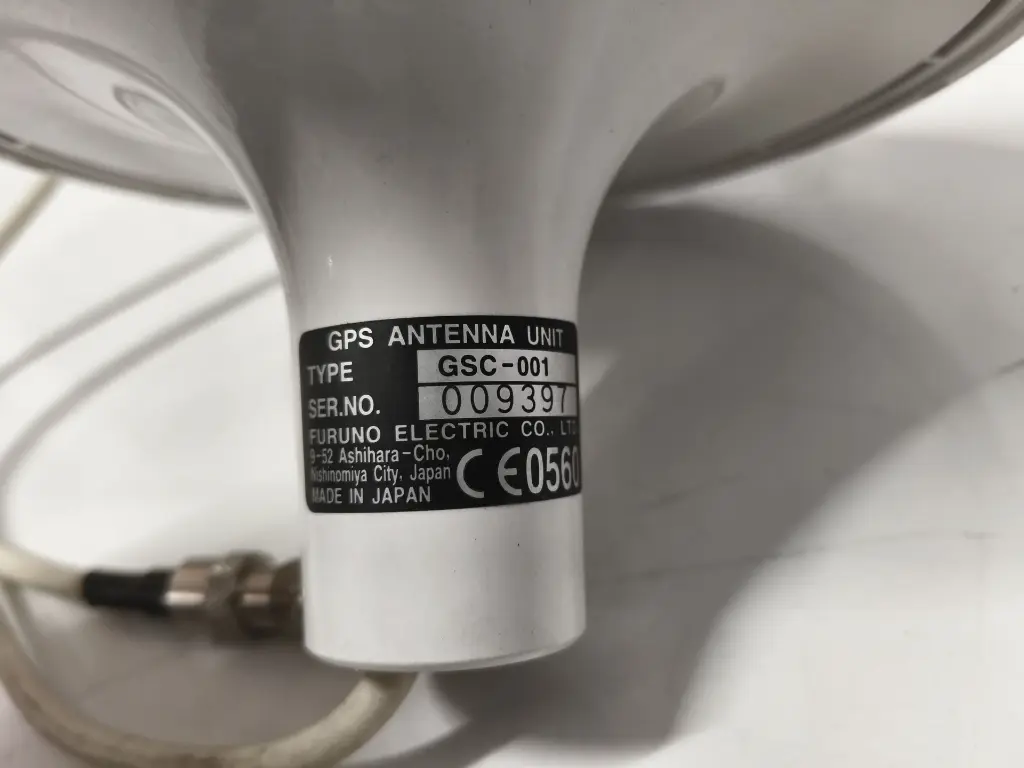 GPS ANTENNA UNIT
TYPE GSC-001
SER.NO. 009397
FURUNO ELECTRIC CO., LTD
9-52 Ashihara-Cho,
Nishinomiya City, Japan
MADE IN JAPAN
CE0560